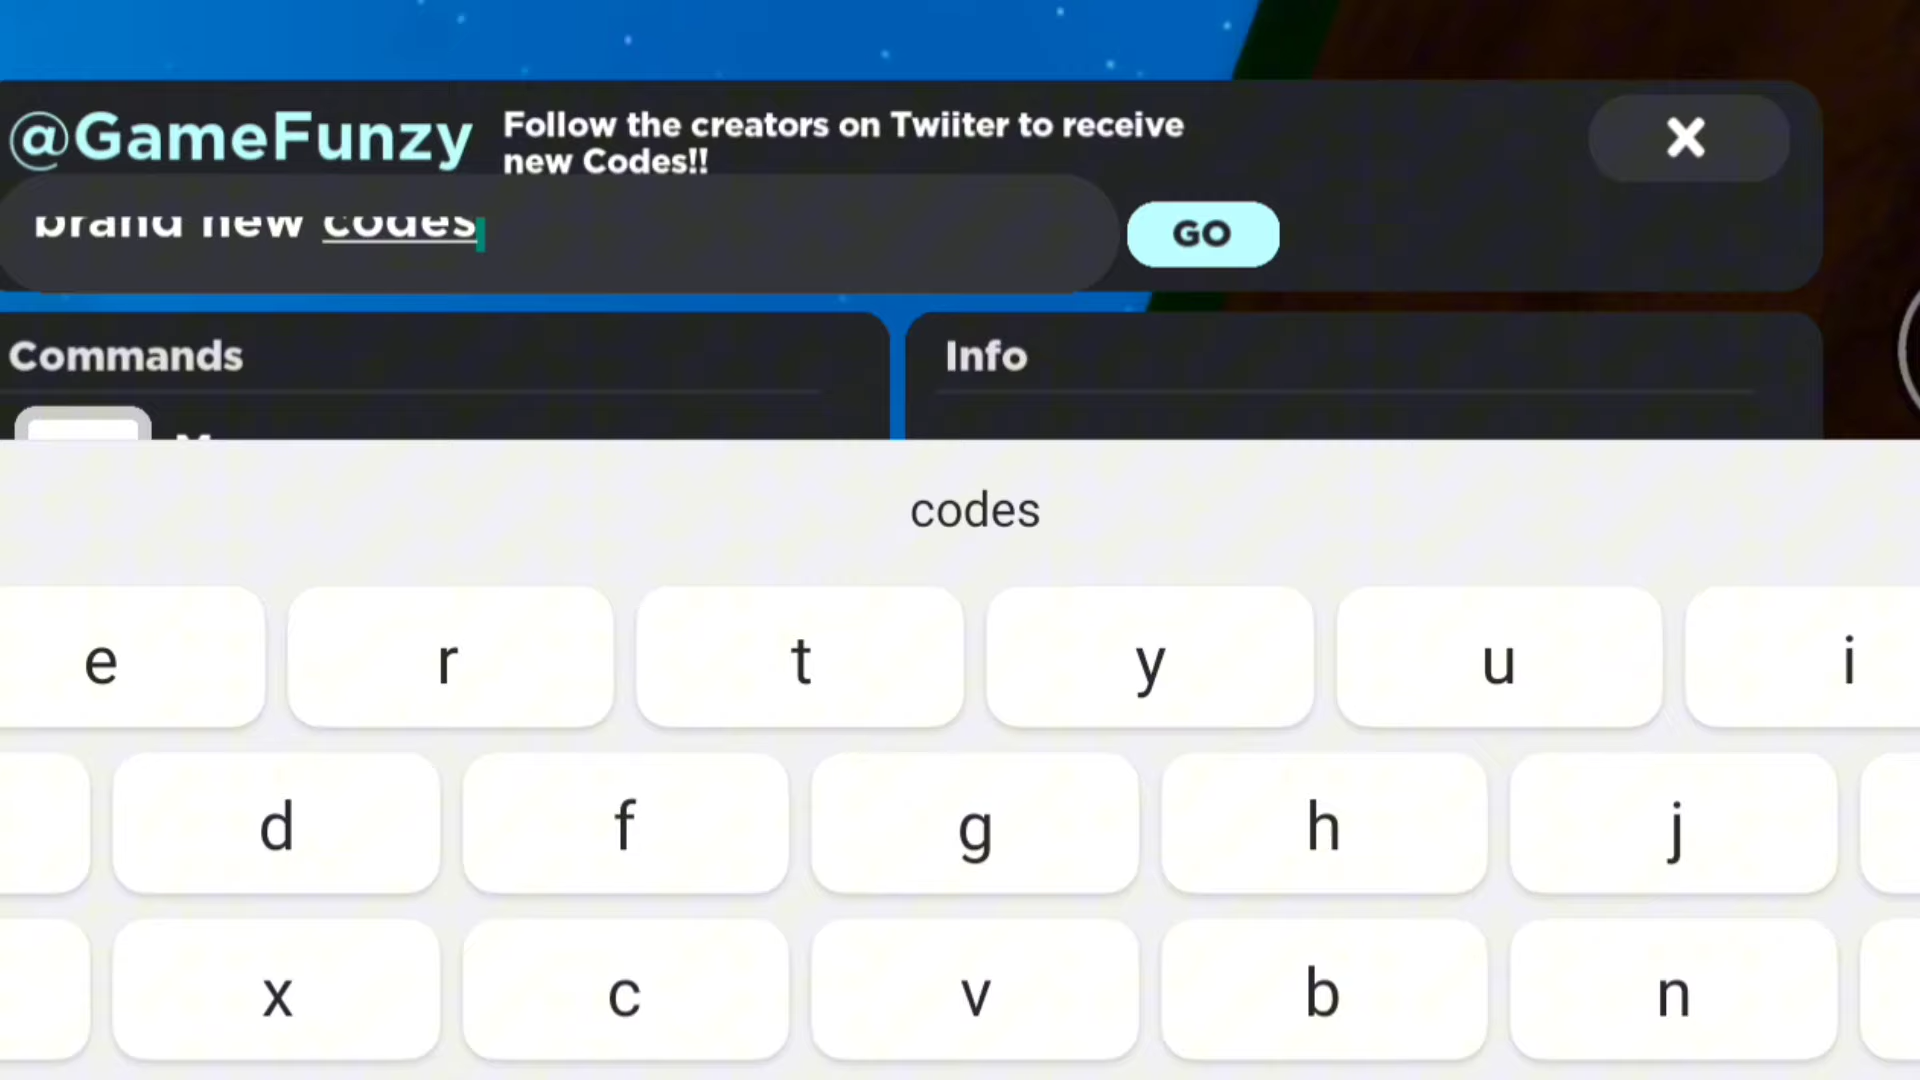 @GameFunzy
Follow the creators on Twiiter to receive
new Codes!!
brand new codes
GO
Commands
Info
codes
e r t y u i
d f g h j
x c v b n